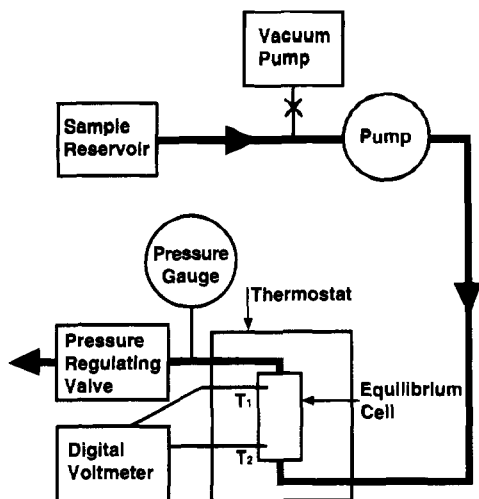 Vacuum
Pump
Sample
Reservoir
Pump
Pressure
Gauge
Thermostat
Pressure
Regulating
Valve
T1
Equilibrium
Cell
Digital
Voltmeter
T2